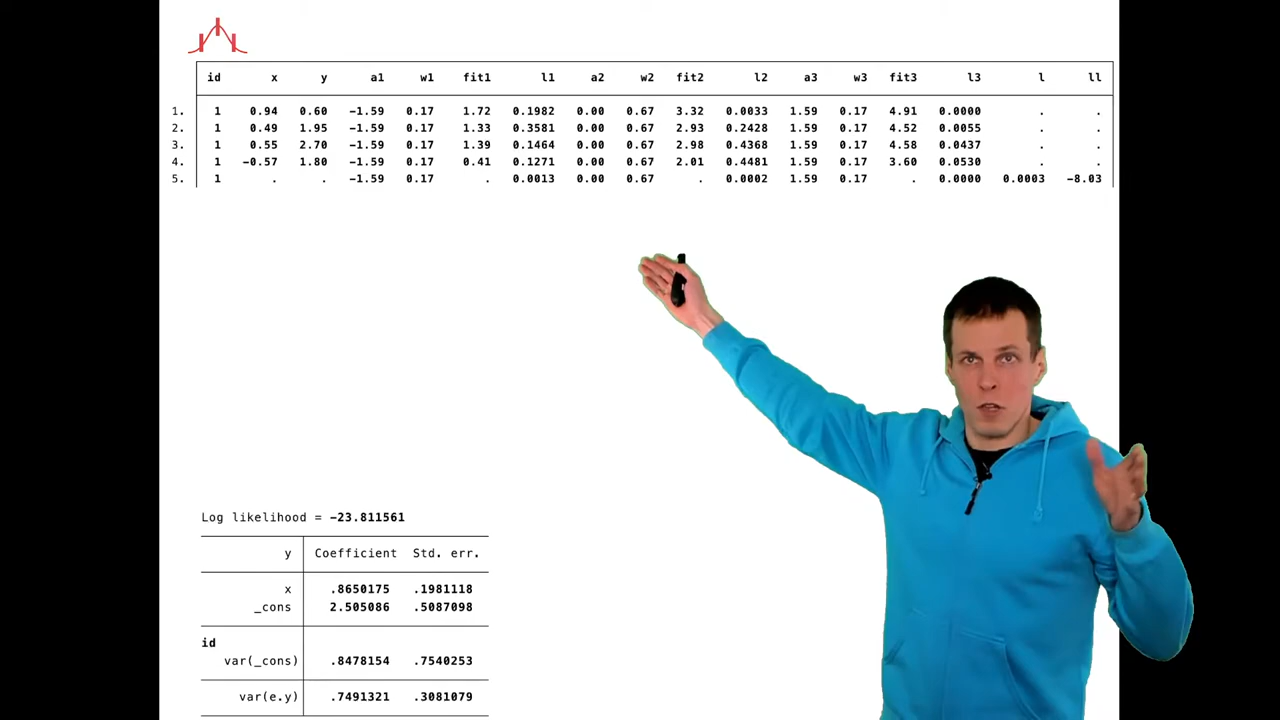 id x y a1 w1 fit1 l1 a2 w2 fit2 l2 a3 w3 fit3 l3 l ll
1. 1 0.94 0.60 -1.59 0.17 1.72 0.1982 0.00 0.67 3.32 0.0033 1.59 0.17 4.91 0.0000 . .
2. 1 0.49 1.95 -1.59 0.17 1.33 0.3581 0.00 0.67 2.93 0.2428 1.59 0.17 4.52 0.0055 . .
3. 1 0.55 2.70 -1.59 0.17 1.39 0.1464 0.00 0.67 2.98 0.4368 1.59 0.17 4.58 0.0437 . .
4. 1 -0.57 1.80 -1.59 0.17 0.41 0.1271 0.00 0.67 2.01 0.4481 1.59 0.17 3.60 0.0530 . .
5. 1 . . -1.59 0.17 . 0.0013 0.00 0.67 . 0.0002 1.59 0.17 . 0.0000 0.0003 -8.03
Log likelihood = -23.811561
y Coefficient Std. err.
x .8650175 .1981118
_cons 2.505086 .5087098
id
var(_cons) .8478154 .7540253
var(e.y) .7491321 .3081079